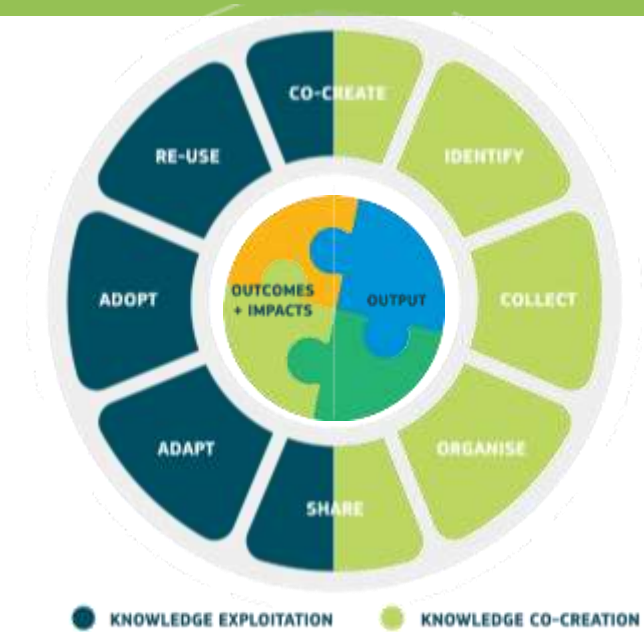 CO-CREATE
RE-USE
IDENTIFY
OUTCOMES
+ IMPACTS
OUTPUT
ADOPT
COLLECT
ADAPT
ORGANISE
SHARE
KNOWLEDGE EXPLOITATION
KNOWLEDGE CO-CREATION